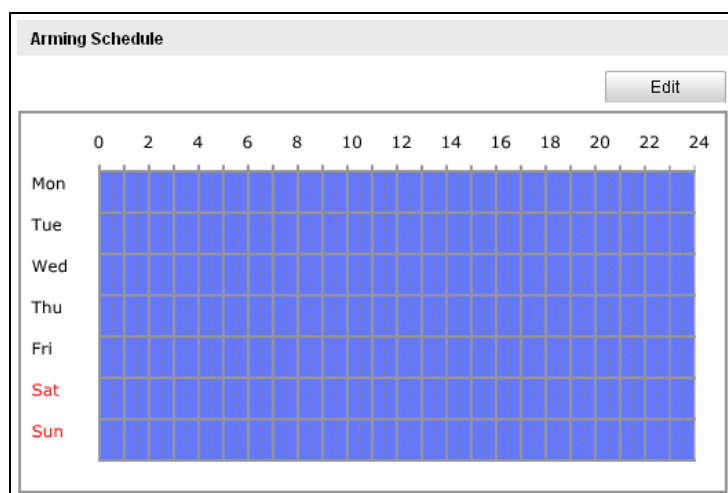 Arming Schedule
Edit
0 2 4 6 8 10 12 14 16 18 20 22 24
Mon
Tue
Wed
Thu
Fri
Sat
Sun